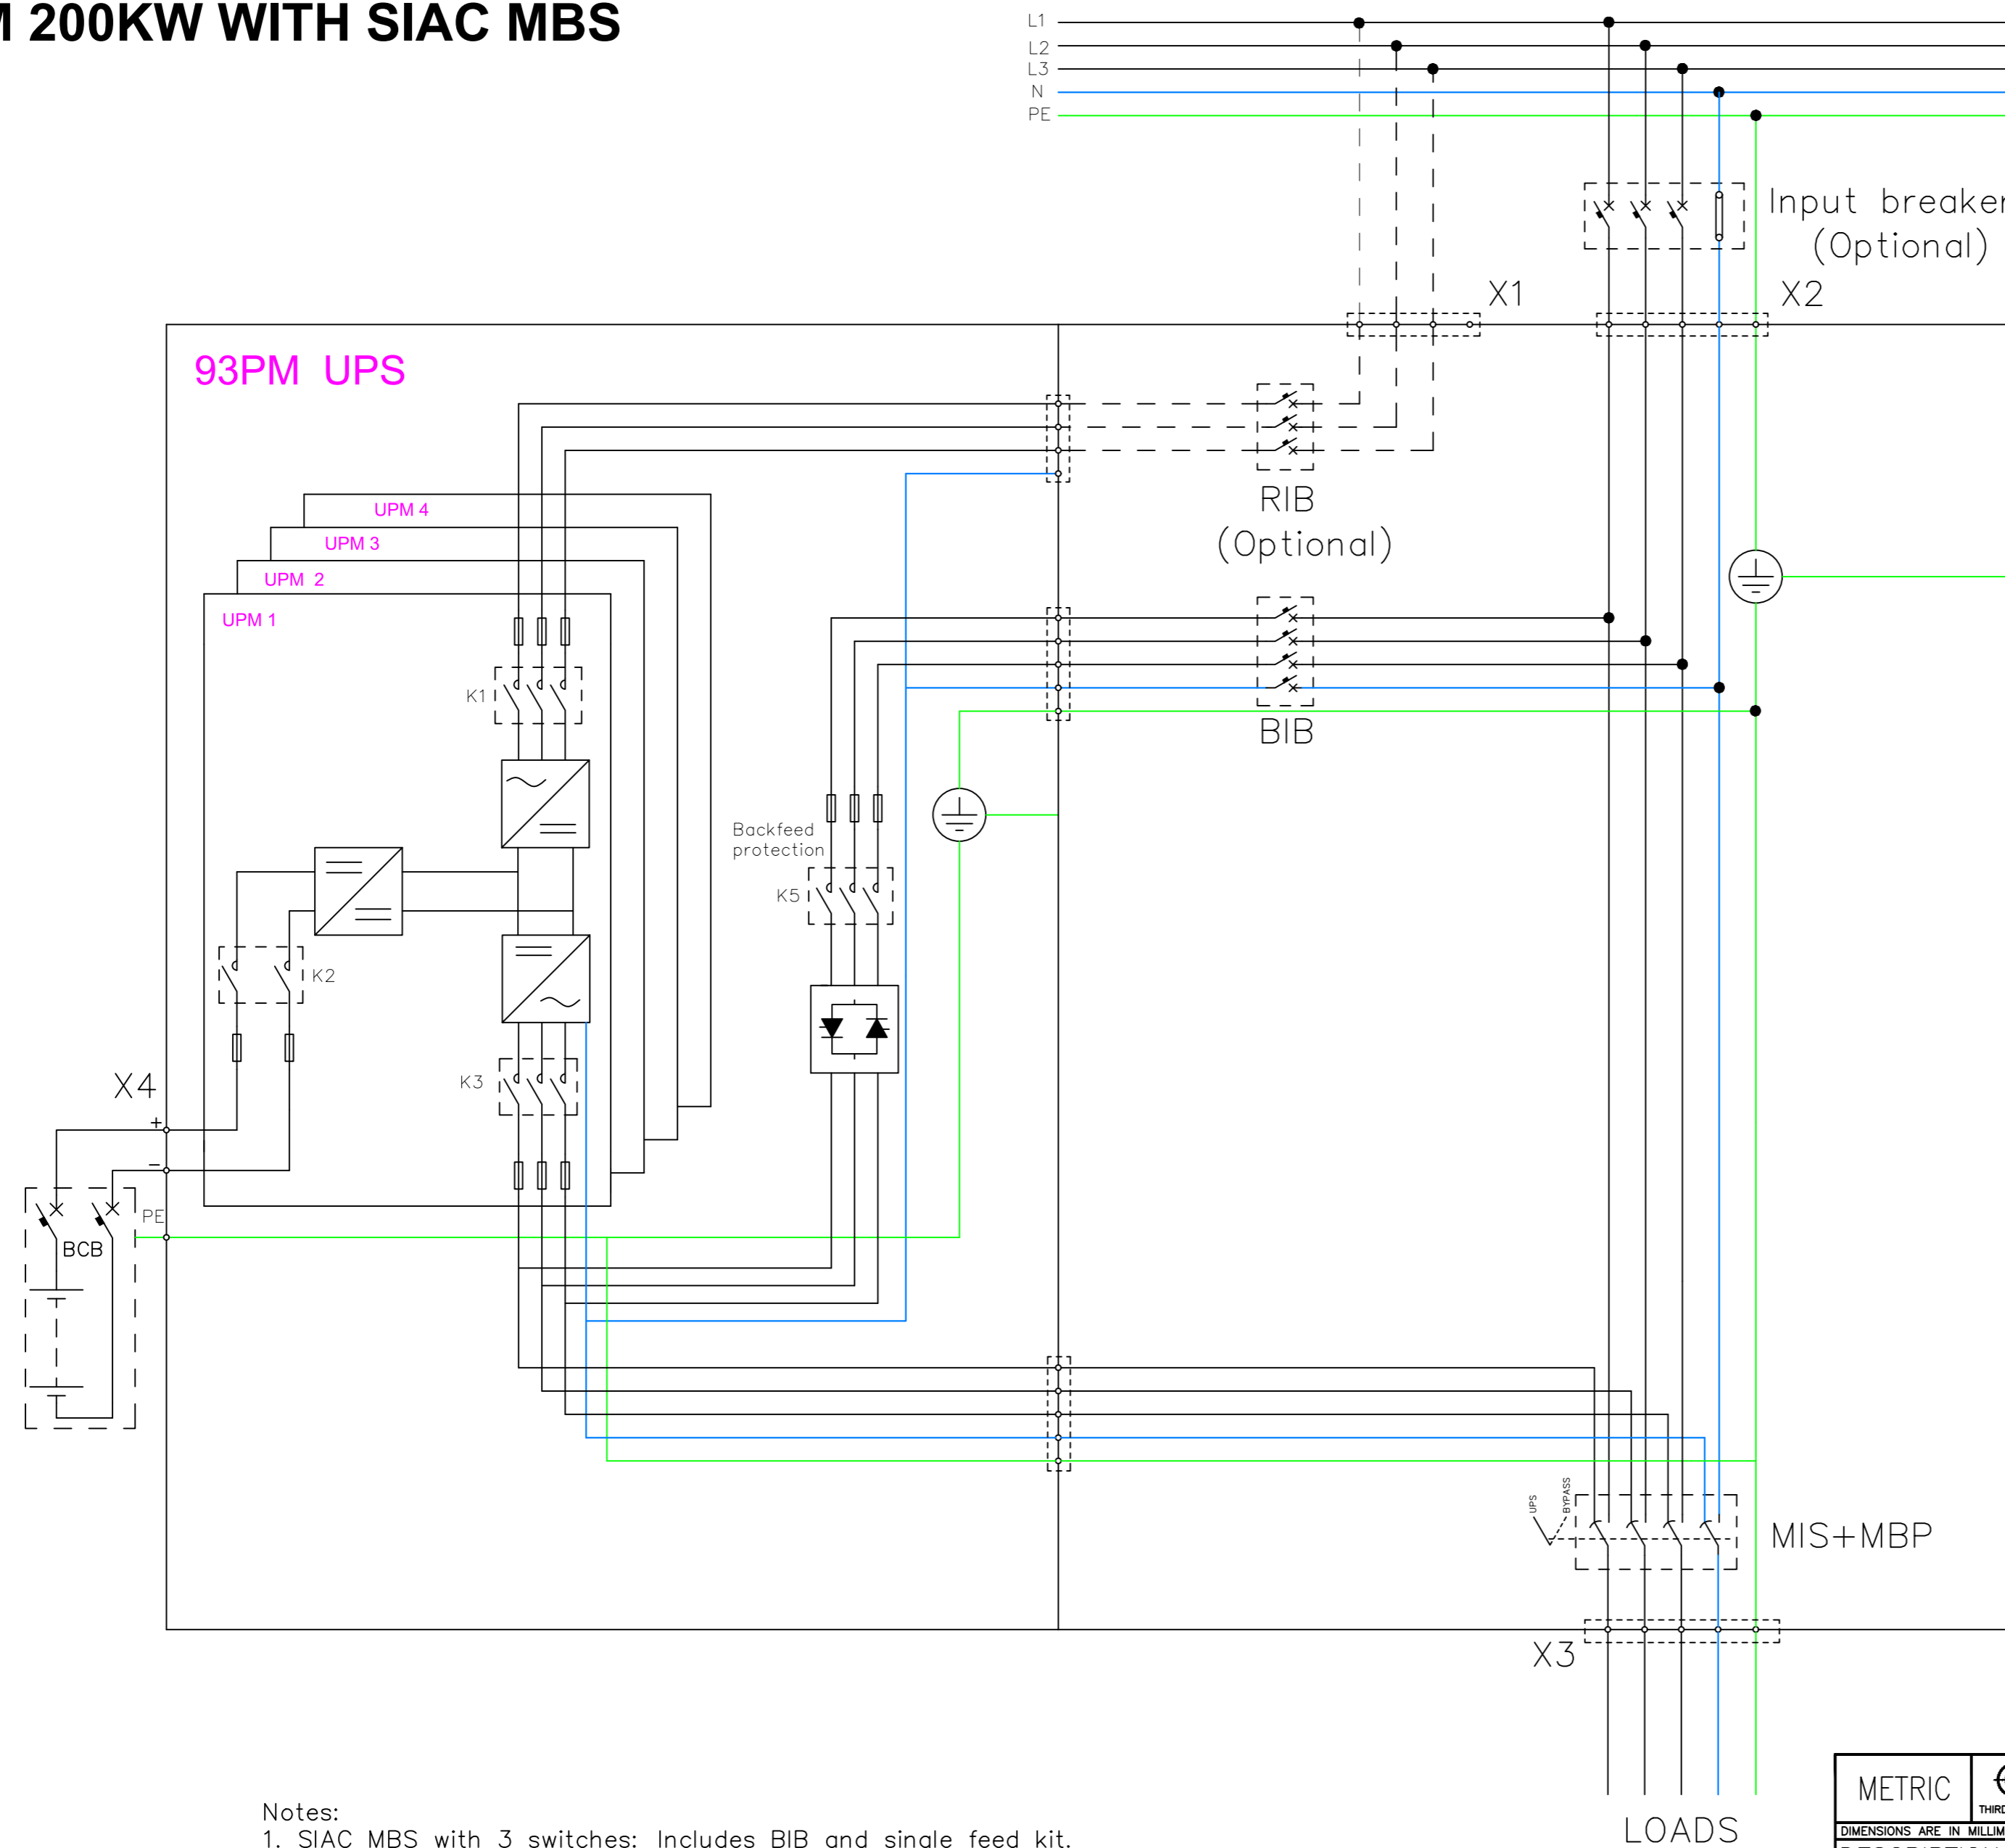 M 200KW WITH SIAC MBS
L1
L2
L3
N
PE
Input breaker
(Optional)
X1
X2
93PM UPS
RIB
(Optional)
UPM 4
UPM 3
UPM 2
UPM 1
K1
BIB
Backfeed
protection
K5
K2
K3
X4
+
−
PE
BCB
UPS
BYPASS
MIS+MBP
X3
LOADS
Notes:
1. SIAC MBS with 3 switches: Includes BIB and single feed kit.
METRIC
THIRD
DIMENSIONS ARE IN MILLIM